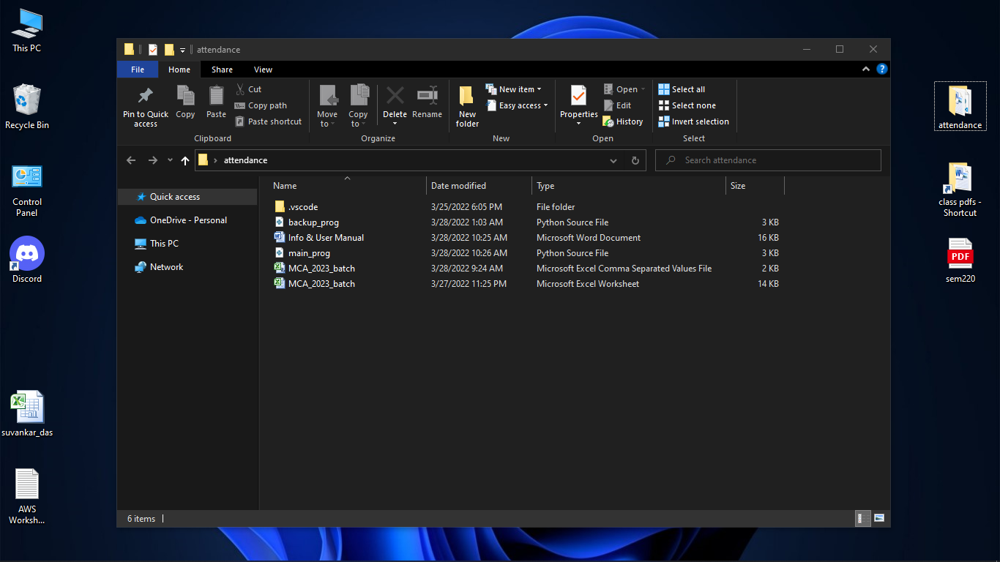 This PC
Recycle Bin
Control
Panel
Discord
suvankar_das
AWS
Worksh...
attendance
File
Home
Share
View
Pin to Quick
access
Copy
Paste
Cut
Copy path
Paste shortcut
Clipboard
Move
to
Copy
to
Delete
Rename
Organize
New
folder
New item
Easy access
New
Properties
Open
Edit
History
Open
Select all
Select none
Invert selection
Select
attendance
Search attendance
Quick access
OneDrive - Personal
This PC
Network
Name Date modified Type Size
.vscode 3/25/2022 6:05 PM File folder
backup_prog 3/28/2022 1:03 AM Python Source File 3 KB
Info & User Manual 3/28/2022 10:25 AM Microsoft Word Document 16 KB
main_prog 3/28/2022 10:26 AM Python Source File 3 KB
MCA_2023_batch 3/28/2022 9:24 AM Microsoft Excel Comma Separated Values File 2 KB
MCA_2023_batch 3/27/2022 11:25 PM Microsoft Excel Worksheet 14 KB
6 items
attendance
class pdfs -
Shortcut
PDF
sem220